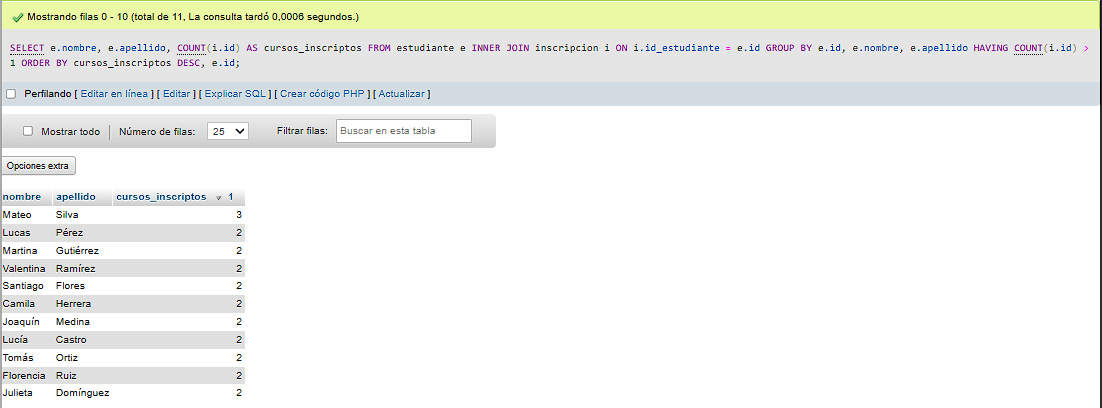 Mostrando filas 0 - 10 (total de 11, La consulta tardó 0,0006 segundos.)
SELECT e.nombre, e.apellido, COUNT(i.id) AS cursos_inscriptos FROM estudiante e INNER JOIN inscripcion i ON i.id_estudiante = e.id GROUP BY e.id, e.nombre, e.apellido HAVING COUNT(i.id) >
1 ORDER BY cursos_inscriptos DESC, e.id;
Perfilando [ Editar en línea ] [ Editar ] [ Explicar SQL ] [ Crear código PHP ] [ Actualizar ]
Mostrar todo Número de filas: 25 Filtrar filas: Buscar en esta tabla
Opciones extra
nombre apellido cursos_inscriptos 1
Mateo Silva 3
Lucas Pérez 2
Martina Gutiérrez 2
Valentina Ramírez 2
Santiago Flores 2
Camila Herrera 2
Joaquín Medina 2
Lucía Castro 2
Tomás Ortiz 2
Florencia Ruiz 2
Julieta Domínguez 2